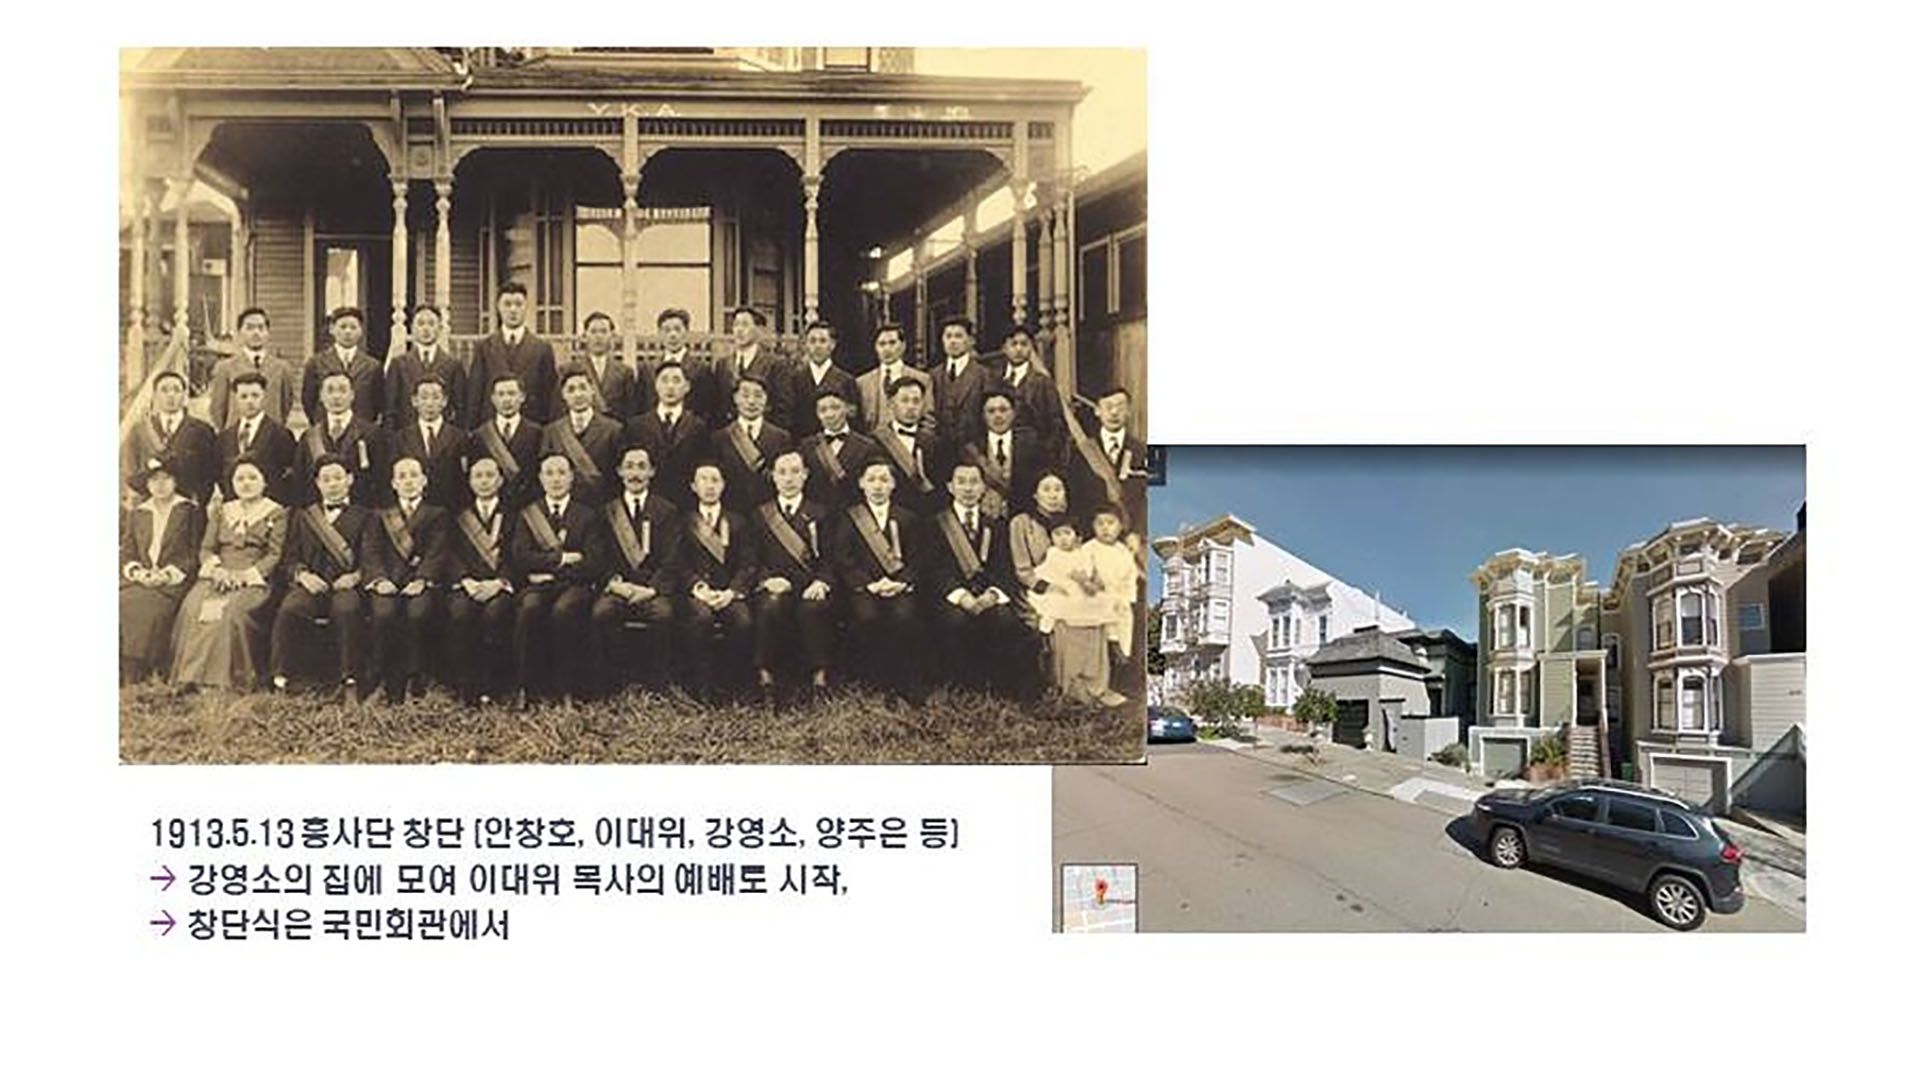 Y.K.A.
1913.5.13 흥사단 창단 (안창호, 이대위, 강영소, 양주은 등)
→ 강영소의 집에 모여 이대위 목사의 예배로 시작,
→ 창단식은 국민회관에서